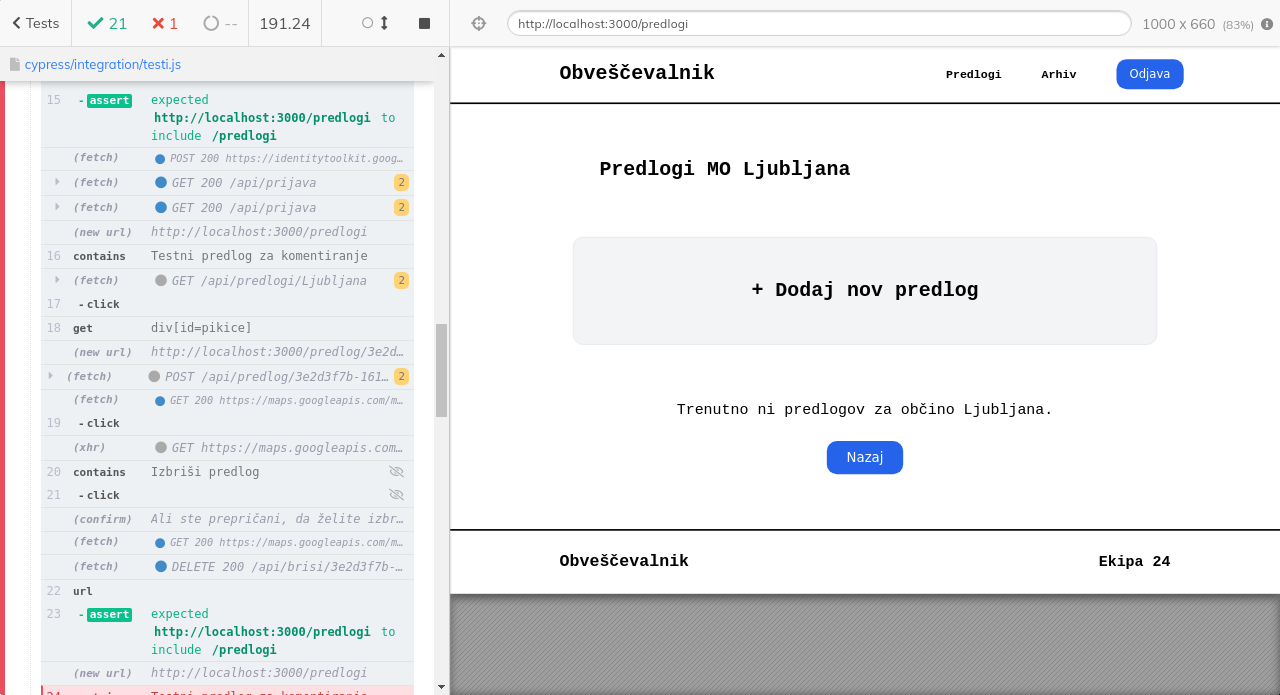 Tests
21
1
--
191.24
cypress/integration/testi.js
15 -assert expected
http://localhost:3000/predlogi to
include /predlogi
(fetch) POST 200 https://identitytoolkit.goog…
(fetch) GET 200 /api/prijava 2
(fetch) GET 200 /api/prijava 2
(new url) http://localhost:3000/predlogi
16 contains Testni predlog za komentiranje
(fetch) GET /api/predlogi/Ljubljana 2
17 -click
18 get div[id=pikice]
(new url) http://localhost:3000/predlog/3e2d…
(fetch) POST /api/predlog/3e2d3f7b-161… 2
(fetch) GET 200 https://maps.googleapis.com/m…
19 -click
(xhr) GET https://maps.googleapis.com…
20 contains Izbriši predlog
21 -click
(confirm) Ali ste prepričani, da želite izbr…
(fetch) GET 200 https://maps.googleapis.com/m…
(fetch) DELETE 200 /api/brisi/3e2d3f7b-…
22 url
23 -assert expected
http://localhost:3000/predlogi to
include /predlogi
(new url) http://localhost:3000/predlogi
24 contains Testni predlog za komentiranje
http://localhost:3000/predlogi
1000 x 660 (83%)
Obveščevalnik
Predlogi
Arhiv
Odjava
Predlogi MO Ljubljana
+ Dodaj nov predlog
Trenutno ni predlogov za občino Ljubljana.
Nazaj
Obveščevalnik
Ekipa 24